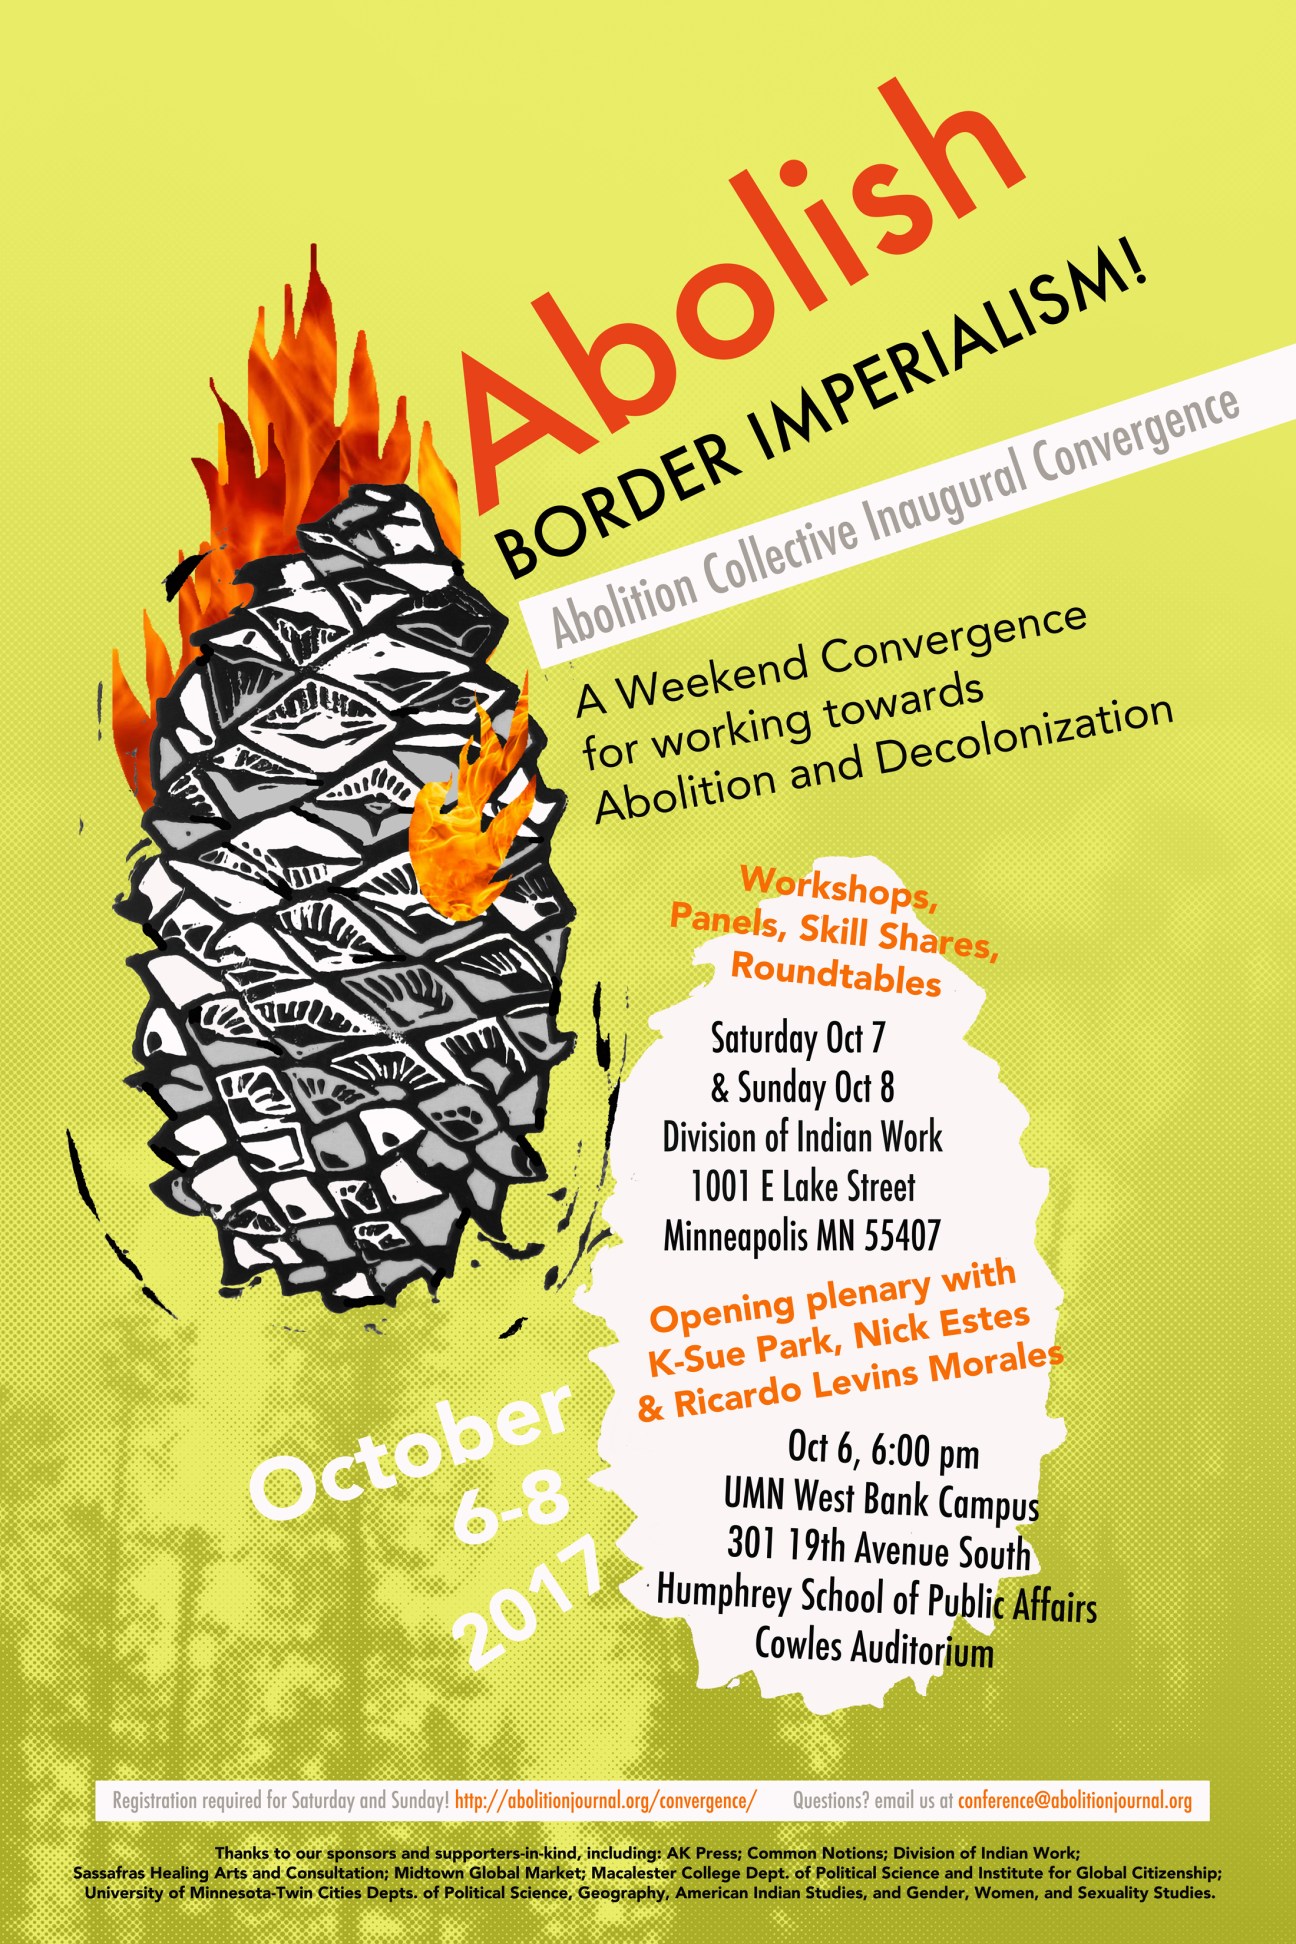 Abolish
BORDER IMPERIALISM!
Abolition Collective Inaugural Convergence
A Weekend Convergence
for working towards
Abolition and Decolonization
Workshops,
Panels, Skill Shares,
Roundtables
Saturday Oct 7
& Sunday Oct 8
Division of Indian Work
1001 E Lake Street
Minneapolis MN 55407
Opening plenary with
K-Sue Park, Nick Estes
& Ricardo Levins Morales
Oct 6, 6:00 pm
UMN West Bank Campus
301 19th Avenue South
Humphrey School of Public Affairs
Cowles Auditorium
October
6-8
2017
Registration required for Saturday and Sunday! http://abolitionjournal.org/convergence/ Questions? email us at conference@abolitionjournal.org
Thanks to our sponsors and supporters-in-kind, including: AK Press; Common Notions; Division of Indian Work;
Sassafras Healing Arts and Consultation; Midtown Global Market; Macalester College Dept. of Political Science and Institute for Global Citizenship;
University of Minnesota-Twin Cities Depts. of Political Science, Geography, American Indian Studies, and Gender, Women, and Sexuality Studies.